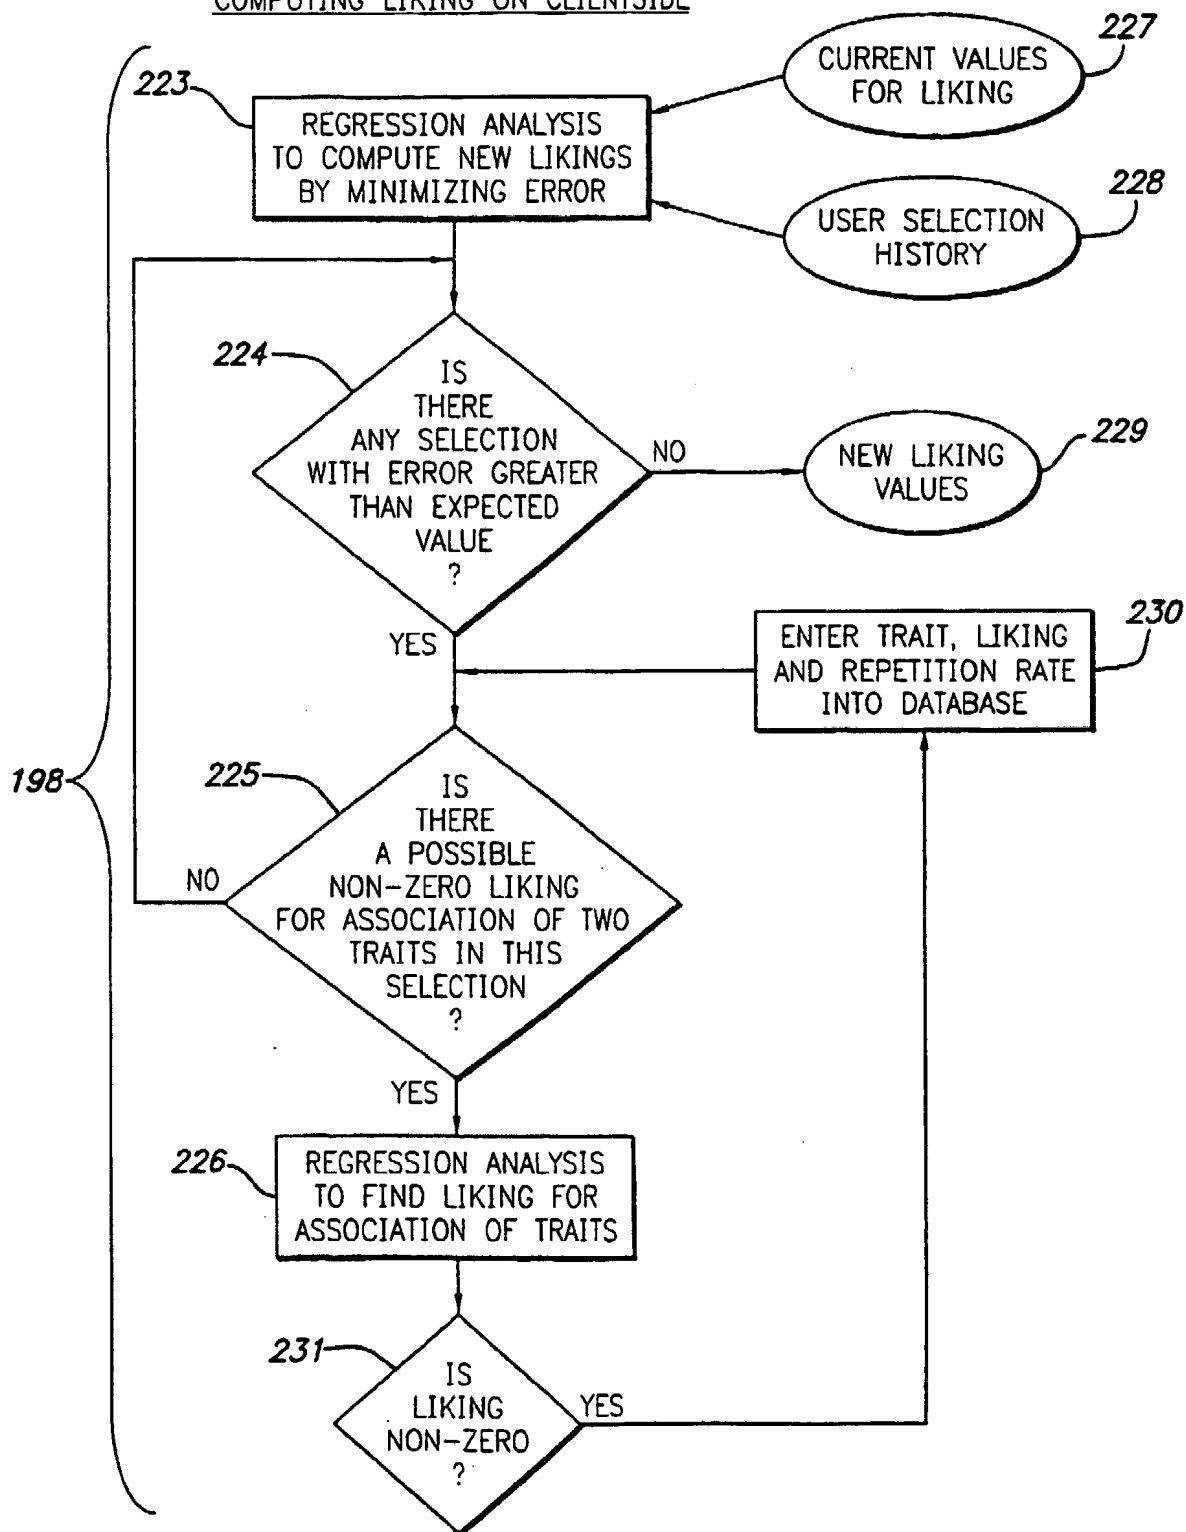 COMPUTING LIKING ON CLIENTSIDE
227
CURRENT VALUES
FOR LIKING
223
REGRESSION ANALYSIS
TO COMPUTE NEW LIKINGS
BY MINIMIZING ERROR
228
USER SELECTION
HISTORY
224
IS
THERE
ANY SELECTION
WITH ERROR GREATER
THAN EXPECTED
VALUE
?
NO
NEW LIKING
VALUES
229
YES
ENTER TRAIT, LIKING
AND REPETITION RATE
INTO DATABASE
230
198
225
IS
THERE
A POSSIBLE
NON-ZERO LIKING
FOR ASSOCIATION OF TWO
TRAITS IN THIS
SELECTION
?
NO
YES
226
REGRESSION ANALYSIS
TO FIND LIKING FOR
ASSOCIATION OF TRAITS
231
IS
LIKING
NON-ZERO
?
YES